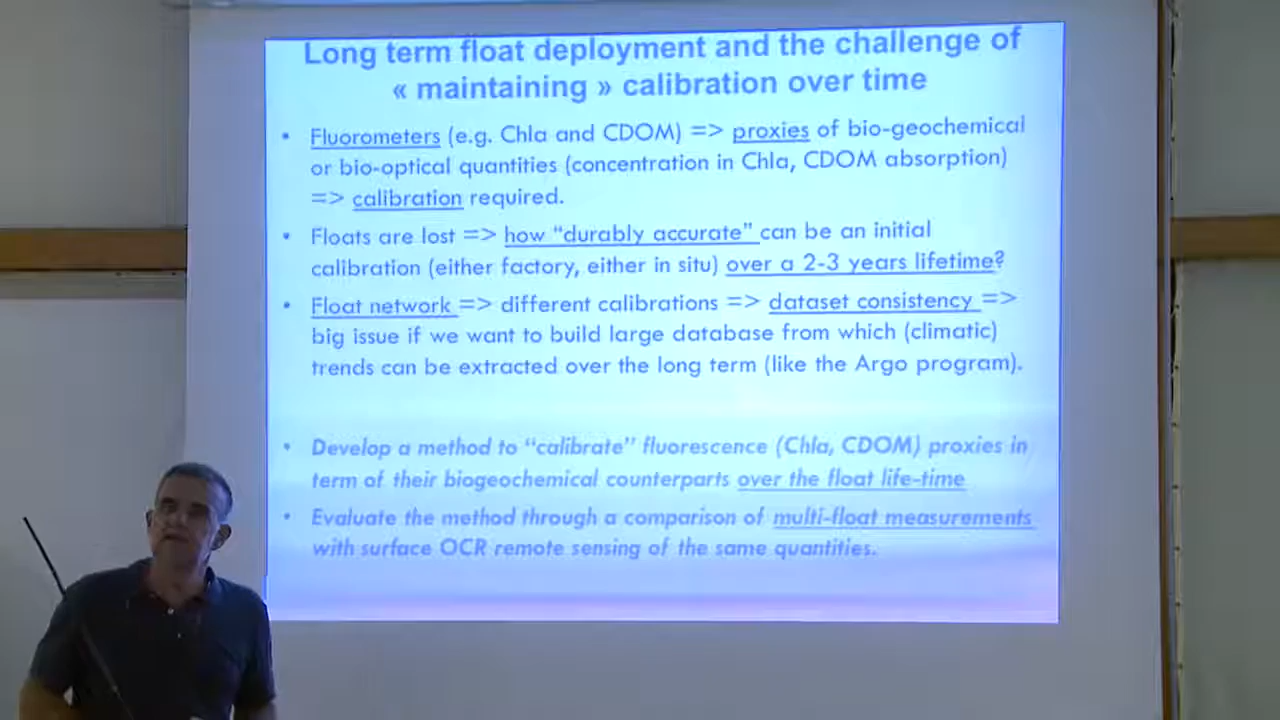 Long term float deployment and the challenge of
« maintaining » calibration over time
• Fluorometers (e.g. Chla and CDOM) => proxies of bio-geochemical
or bio-optical quantities (concentration in Chla, CDOM absorption)
=> calibration required.
• Floats are lost => how "durably accurate" can be an initial
calibration (either factory, either in situ) over a 2-3 years lifetime?
• Float network => different calibrations => dataset consistency =>
big issue if we want to build large database from which (climatic)
trends can be extracted over the long term (like the Argo program).
• Develop a method to "calibrate" fluorescence (Chla, CDOM) proxies in
term of their biogeochemical counterparts over the float life-time
• Evaluate the method through a comparison of multi-float measurements
with surface OCR remote sensing of the same quantities.